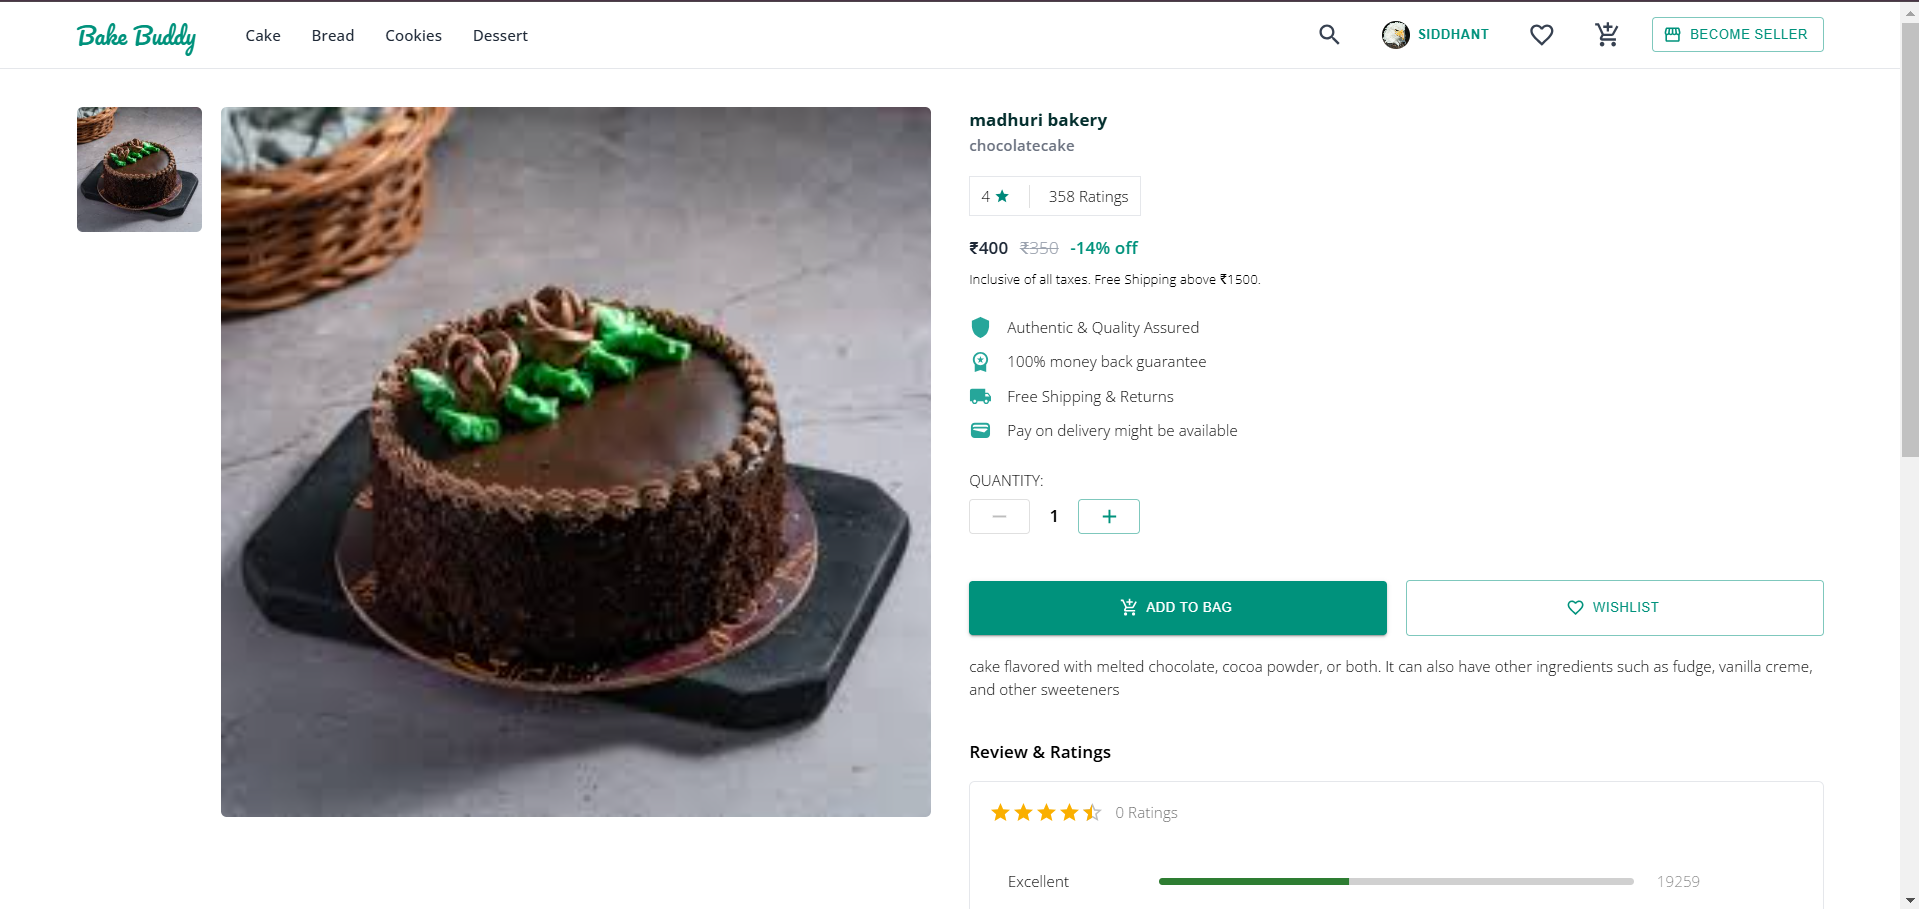 Bake Buddy Cake Bread Cookies Dessert SIDDHANT BECOME SELLER
madhuri bakery
chocolatecake
4 ★ 358 Ratings
₹400 ₹350 -14% off
Inclusive of all taxes. Free Shipping above ₹1500.
Authentic & Quality Assured
100% money back guarantee
Free Shipping & Returns
Pay on delivery might be available
QUANTITY:
1
ADD TO BAG WISHLIST
cake flavored with melted chocolate, cocoa powder, or both. It can also have other ingredients such as fudge, vanilla creme,
and other sweeteners
Review & Ratings
0 Ratings
Excellent 19259